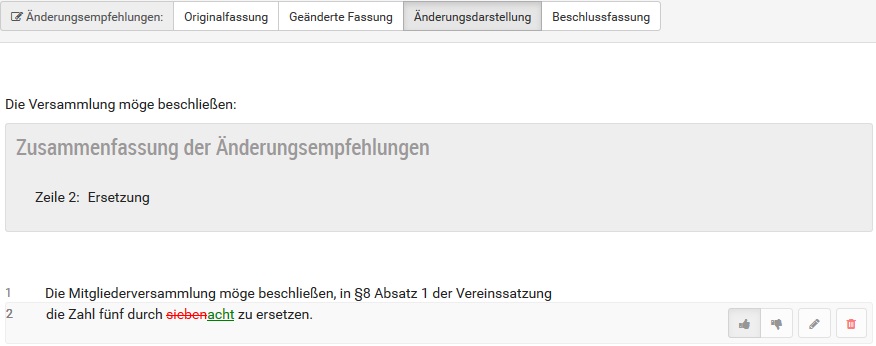 Änderungsempfehlungen: Originalfassung Geänderte Fassung Änderungsdarstellung Beschlussfassung
Die Versammlung möge beschließen:
Zusammenfassung der Änderungsempfehlungen
Zeile 2: Ersetzung
1 Die Mitgliederversammlung möge beschließen, in §8 Absatz 1 der Vereinssatzung
2 die Zahl fünf durch siebenacht zu ersetzen.